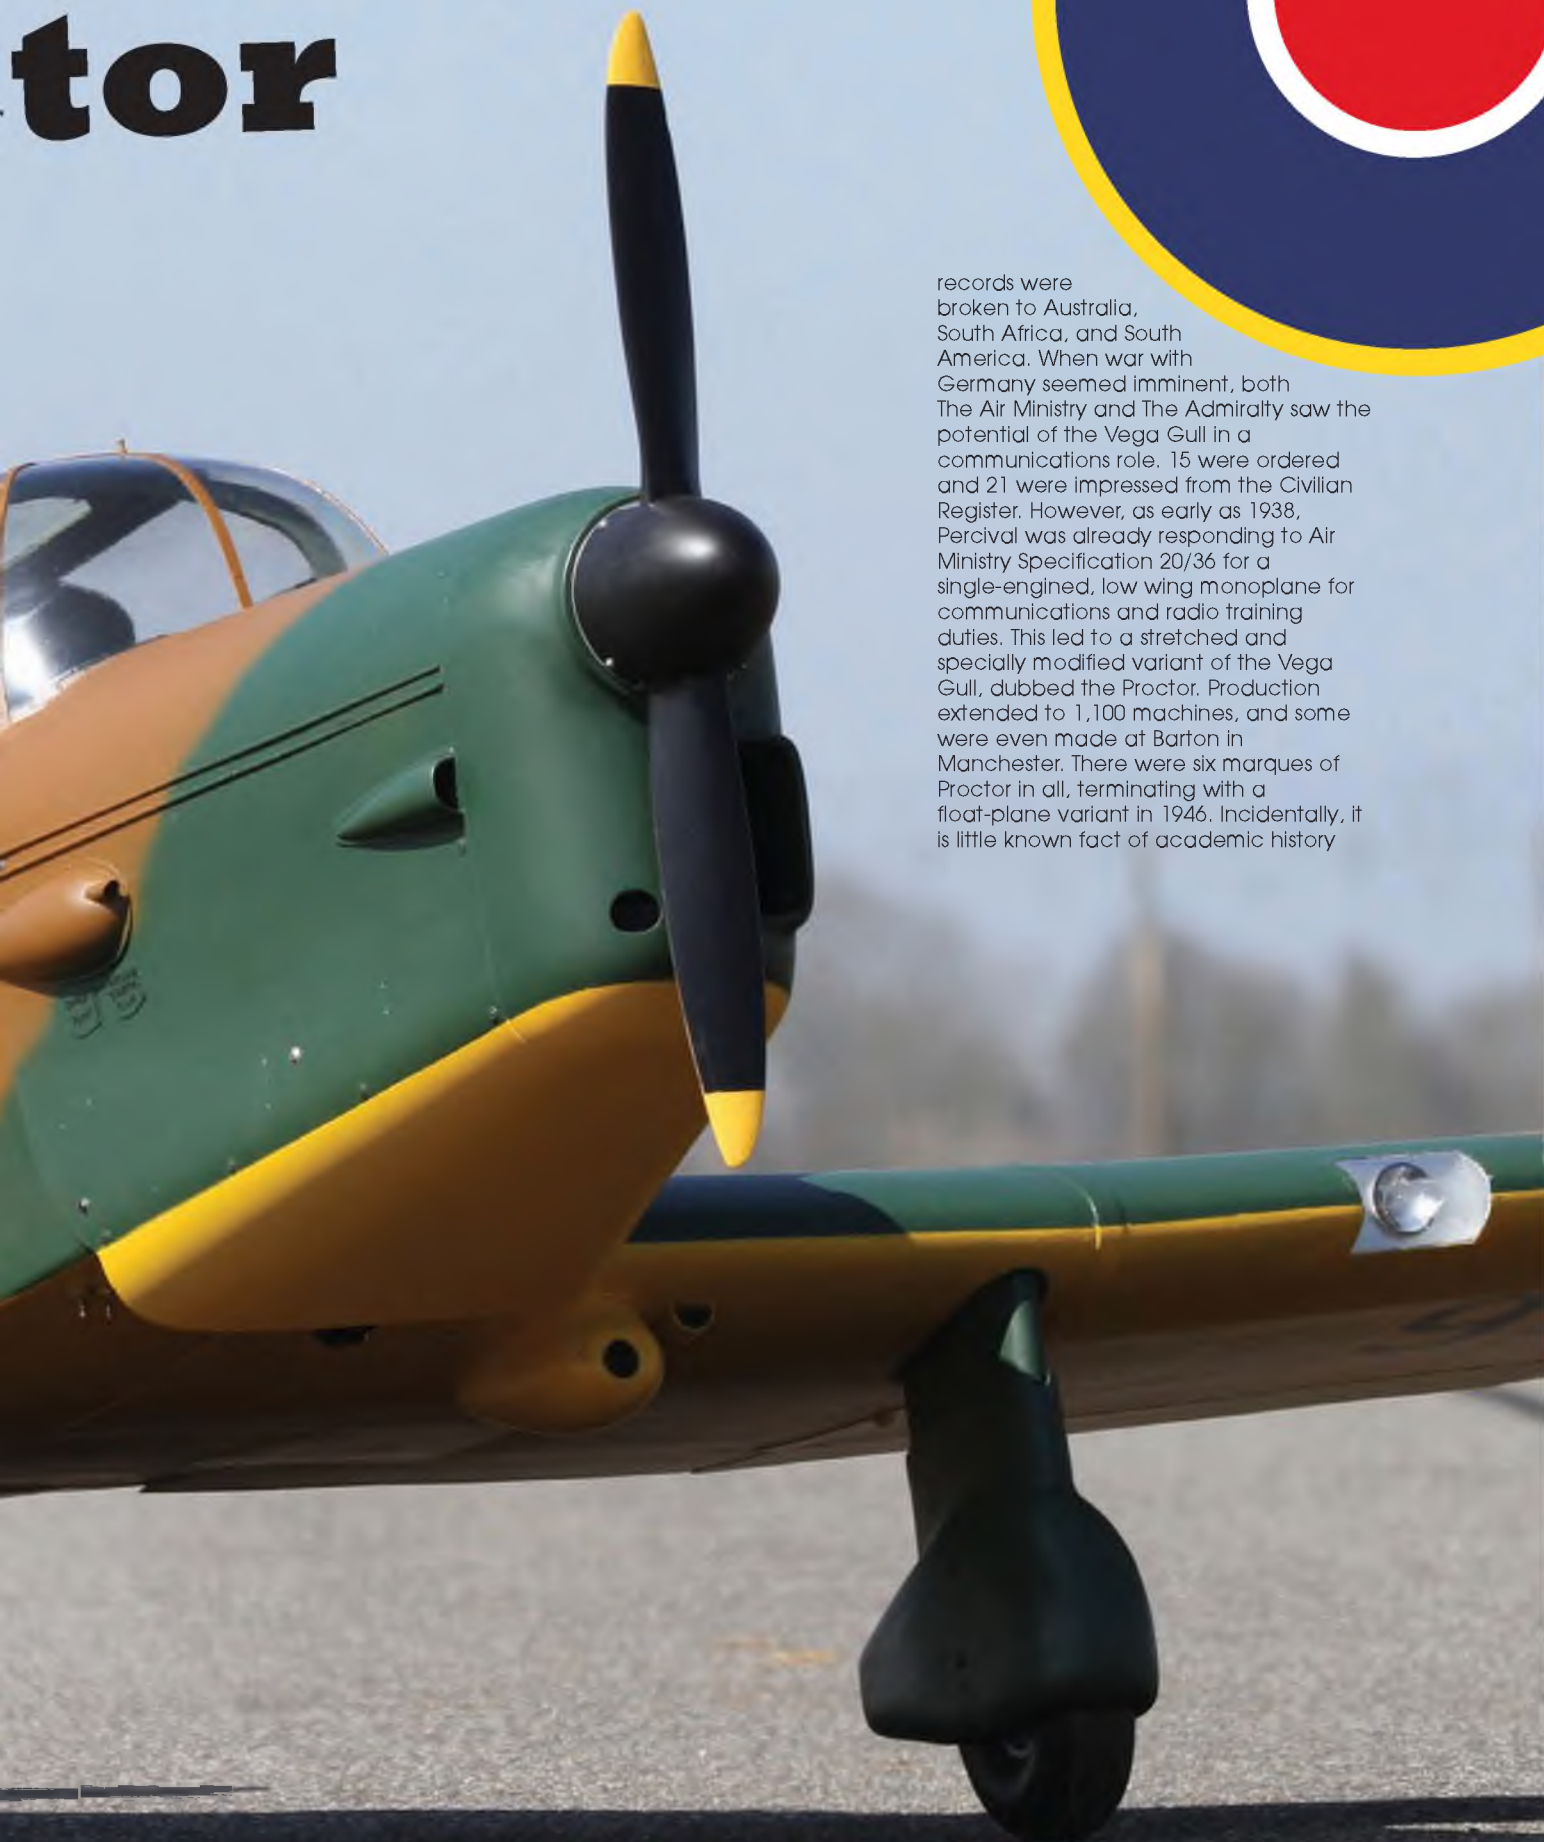 tor
records were
broken to Australia,
South Africa, and South
America. When war with
Germany seemed imminent, both
The Air Ministry and The Admiralty saw the
potential of the Vega Gull in a
communications role. 15 were ordered
and 21 were impressed from the Civilian
Register. However, as early as 1938,
Percival was already responding to Air
Ministry Specification 20/36 for a
single-engined, low wing monoplane for
communications and radio training
duties. This led to a stretched and
specially modified variant of the Vega
Gull, dubbed the Proctor. Production
extended to 1,100 machines, and some
were even made at Barton in
Manchester. There were six marques of
Proctor in all, terminating with a
float-plane variant in 1946. Incidentally, it
is little known fact of academic history